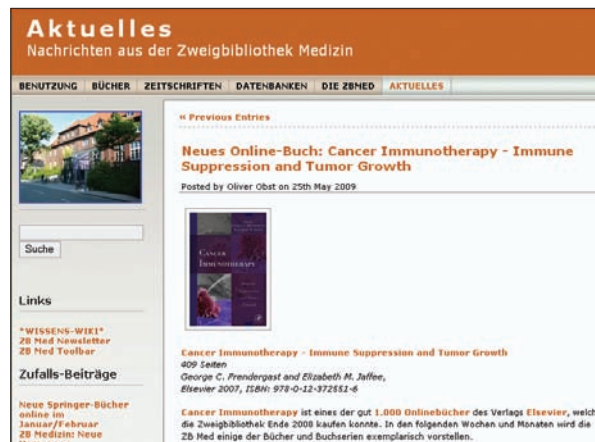 Aktuelles
Nachrichten aus der Zweigbibliothek Medizin
BENUTZUNG BÜCHER ZEITSCHRIFTEN DATENBANKEN DIE ZBMED AKTUELLES
« Previous Entries
Neues Online-Buch: Cancer Immunotherapy - Immune
Suppression and Tumor Growth
Posted by Oliver Obst on 25th May 2009
CANCER
IMMUNOTHERAPY
Suche
Links
*WISSENS-WIKI*
ZB Med Newsletter
ZB Med Toolbar
Zufalls-Beiträge
Neue Springer-Bücher
online im
Januar/Februar
ZB Medizin: Neue
Cancer Immunotherapy - Immune Suppression and Tumor Growth
409 Seiten
George C. Prendergast and Elizabeth M. Jaffee,
Elsevier 2007, ISBN: 978-0-12-372551-6
Cancer Immunotherapy ist eines der gut 1.000 Onlinebücher des Verlags Elsevier, welch
die Zweigbibliothek Ende 2008 kaufen konnte. In den folgenden Wochen und Monaten wird die
ZB Med einige der Bücher und Buchserien exemplarisch vorstellen.